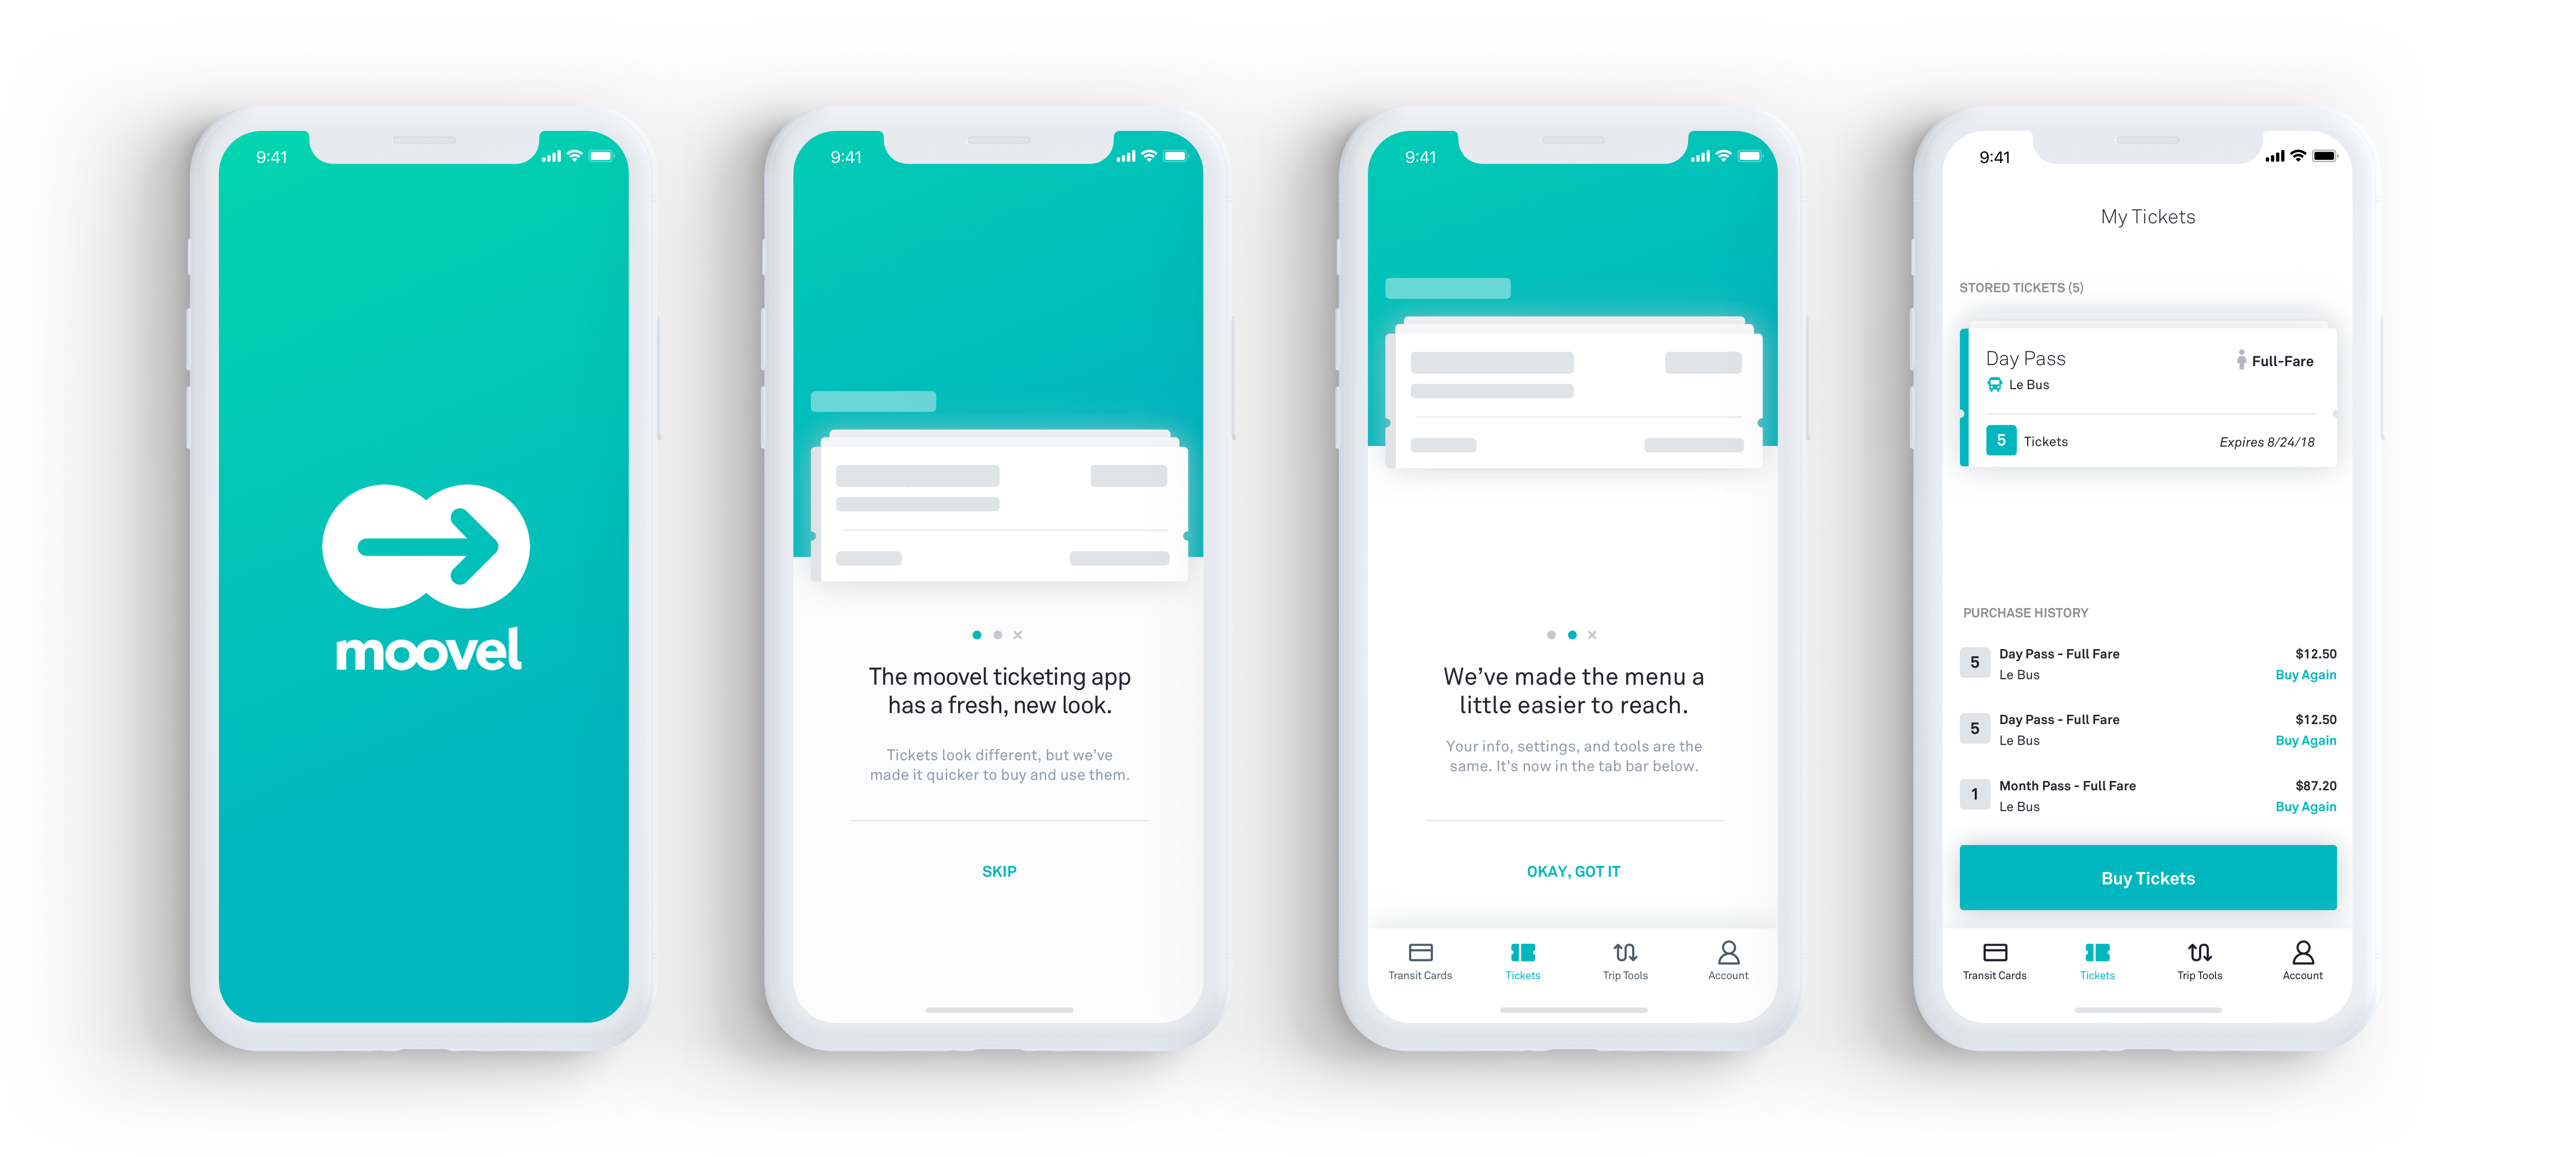 9:41
moovel
9:41
The moovel ticketing app
has a fresh, new look.
Tickets look different, but we've
made it quicker to buy and use them.
SKIP
9:41
We've made the menu a
little easier to reach.
Your info, settings, and tools are the
same. It's now in the tab bar below.
OKAY, GOT IT
Transit Cards
Tickets
Trip Tools
Account
9:41
My Tickets
STORED TICKETS (5)
Day Pass
Full-Fare
Le Bus
5 Tickets
Expires 8/24/18
PURCHASE HISTORY
5
Day Pass - Full Fare
$12.50
Le Bus
Buy Again
5
Day Pass - Full Fare
$12.50
Le Bus
Buy Again
1
Month Pass - Full Fare
$87.20
Le Bus
Buy Again
Buy Tickets
Transit Cards
Tickets
Trip Tools
Account